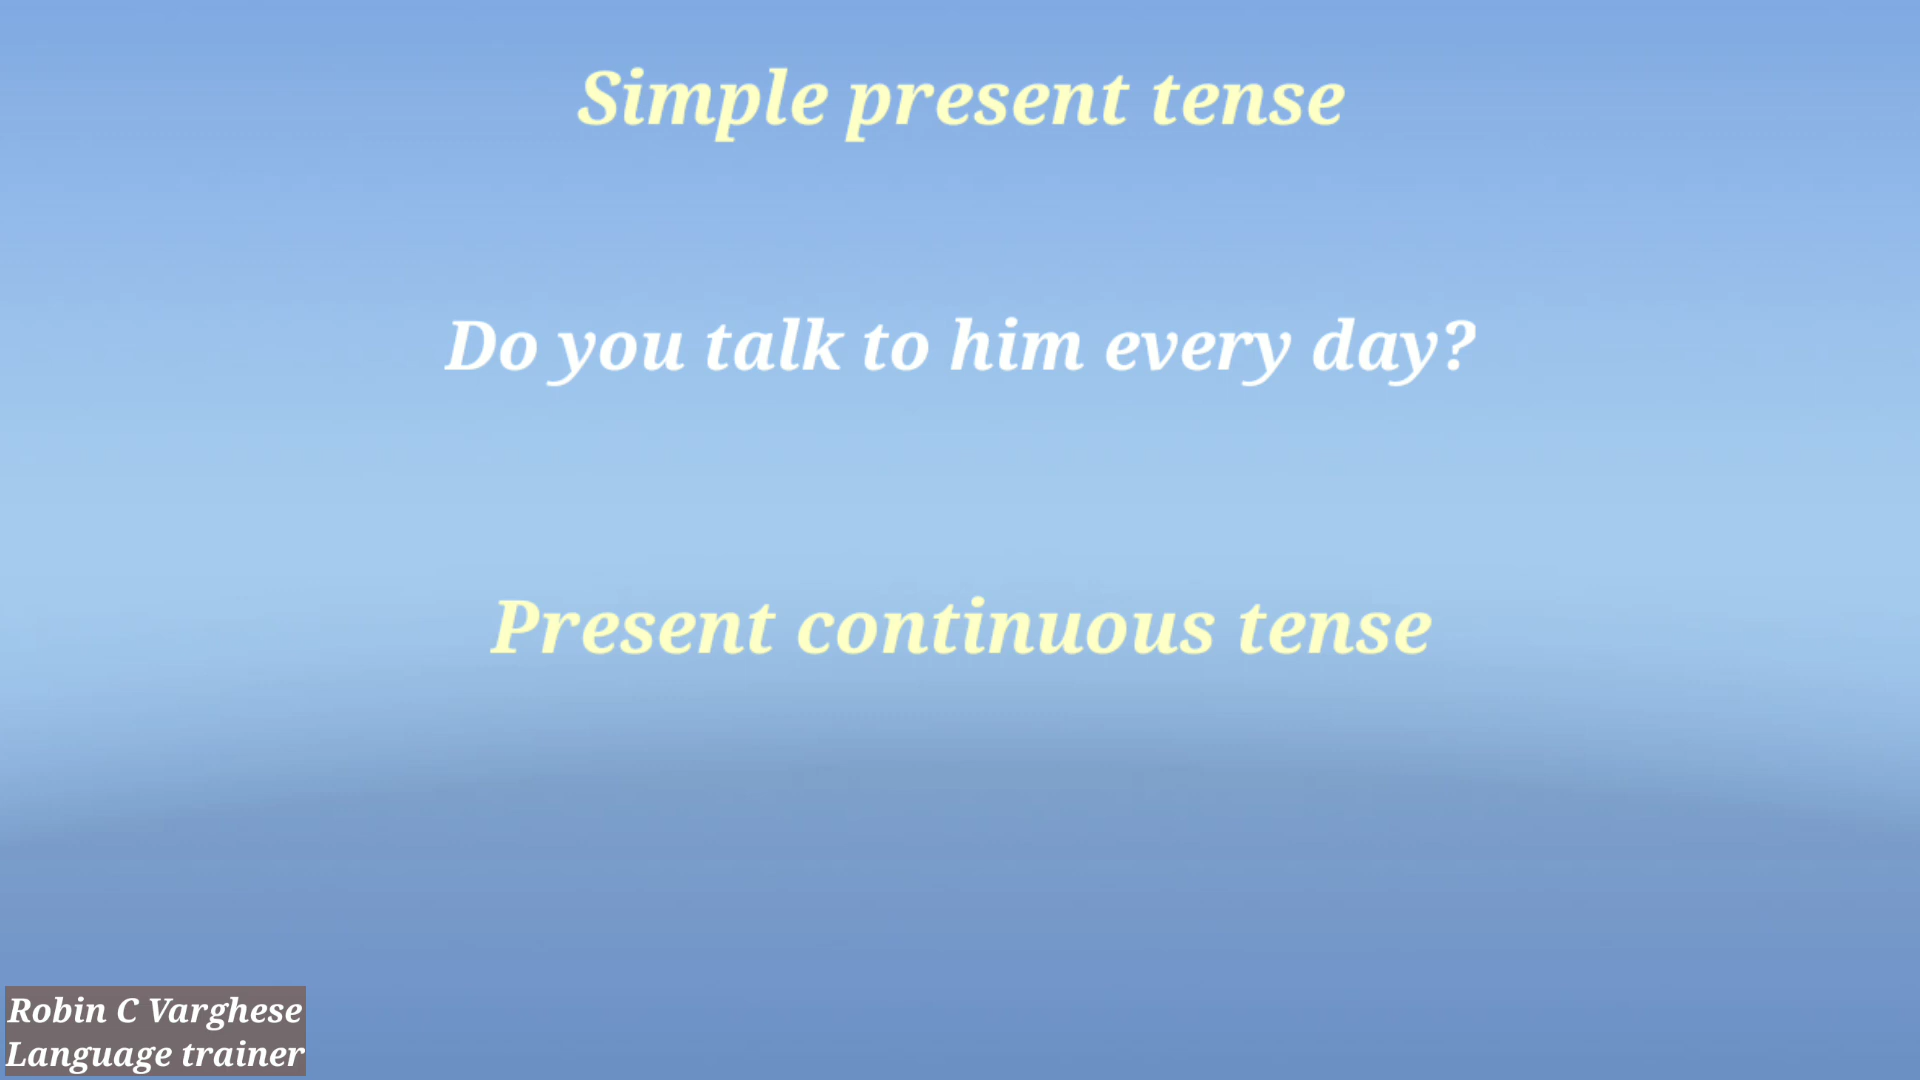 Simple present tense
Do you talk to him every day?
Present continuous tense
Robin C Varghese
Language trainer